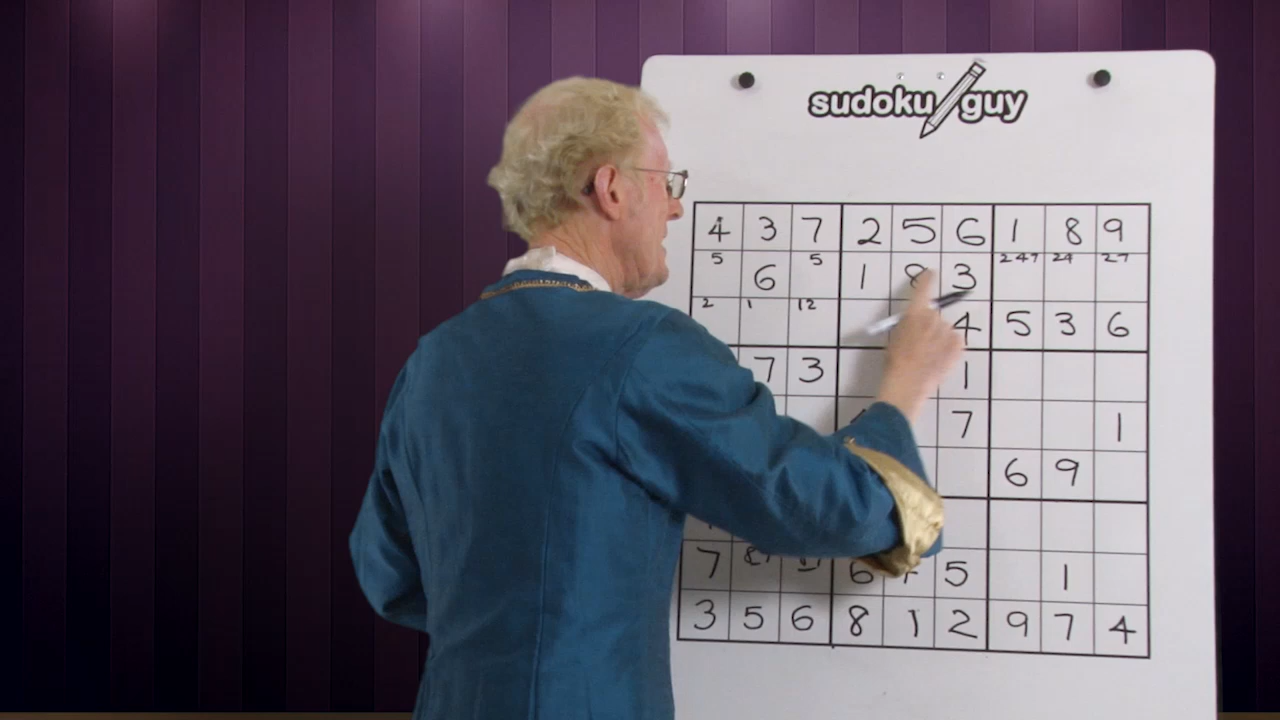 sudoku guy
4 3 7 2 5 6 1 8 9
5 6 5 1 8 3 247 24 27
2 1 12 4 5 3 6
7 3 1
7 1
6 9
7 6 5 1
3 5 6 8 1 2 9 7 4